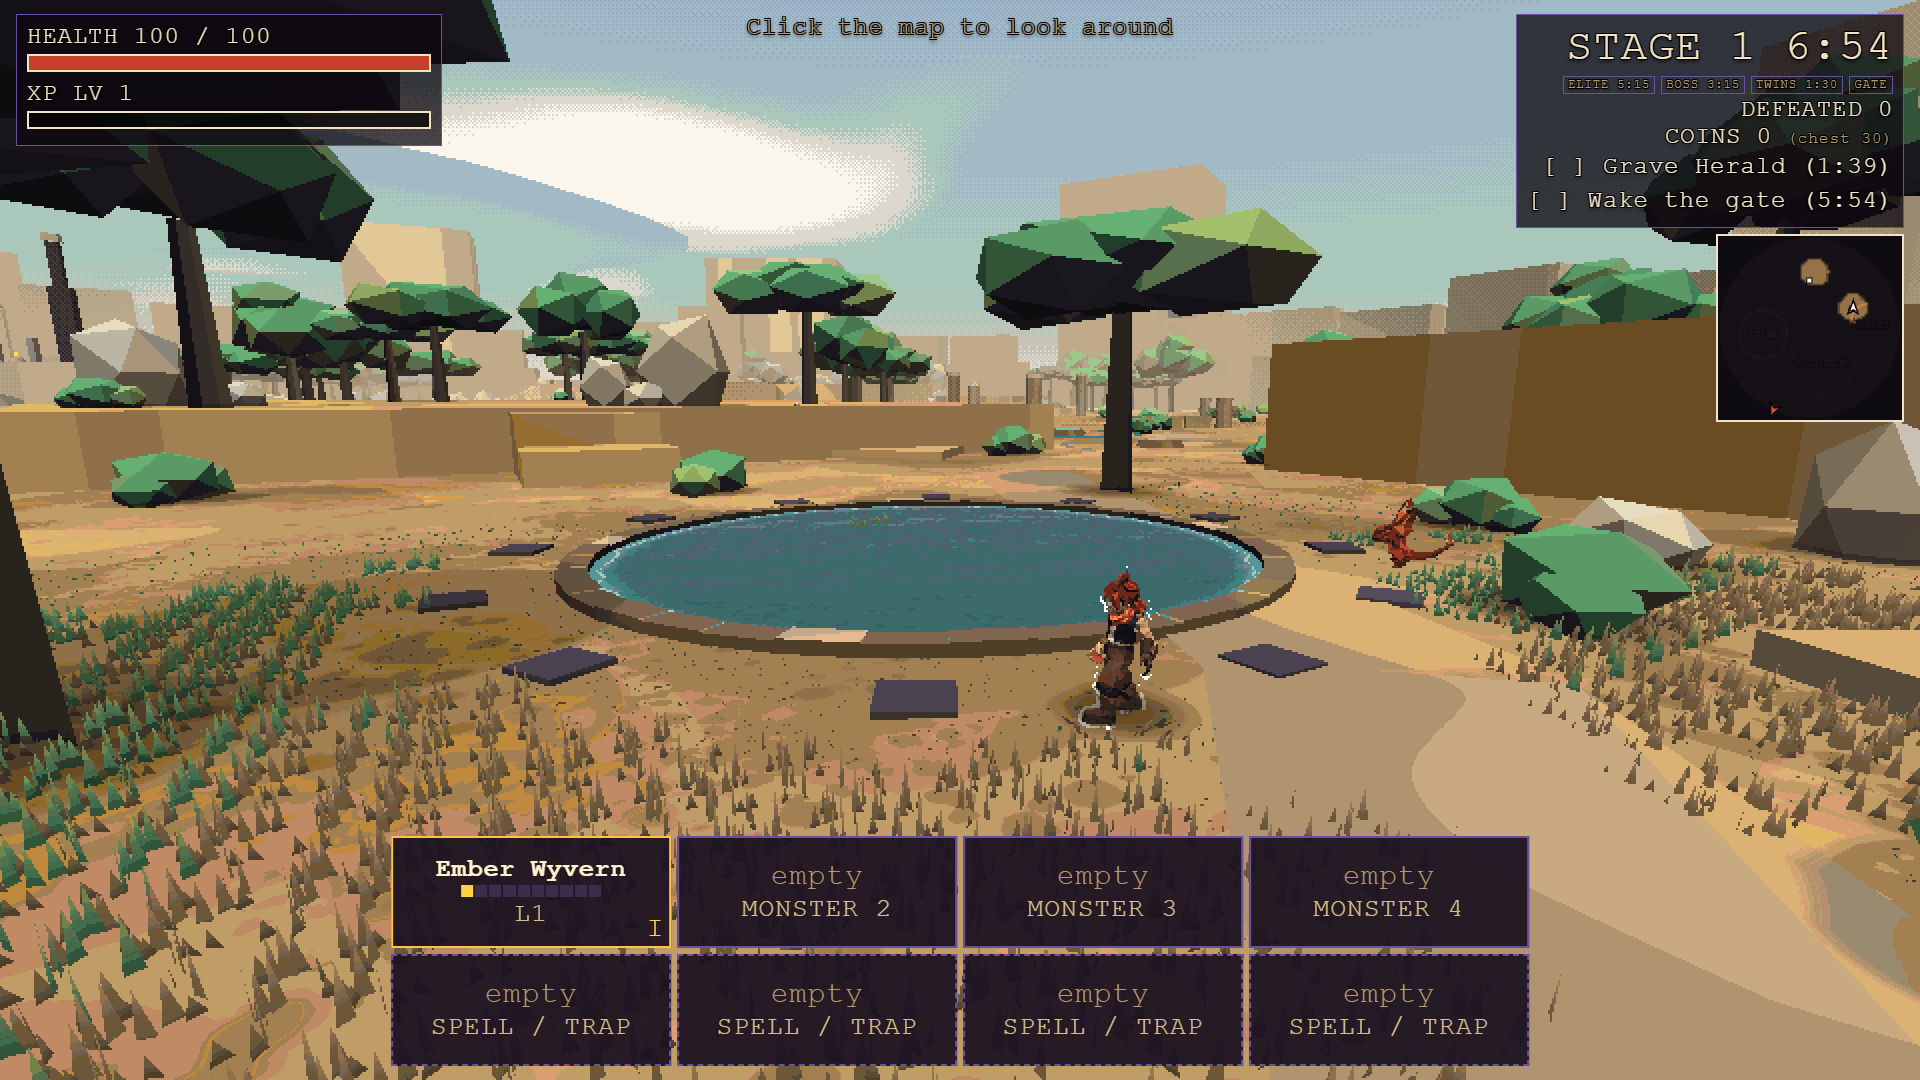 HEALTH 100 / 100
XP LV 1
Click the map to look around
STAGE 1 6:54
ELITE 5:15 BOSS 3:15 TWINS 1:30 GATE
DEFEATED 0
COINS 0 (chest 30)
[ ] Grave Herald (1:39)
[ ] Wake the gate (5:54)
Ember Wyvern
L1
I
empty
MONSTER 2
empty
MONSTER 3
empty
MONSTER 4
empty
SPELL / TRAP
empty
SPELL / TRAP
empty
SPELL / TRAP
empty
SPELL / TRAP